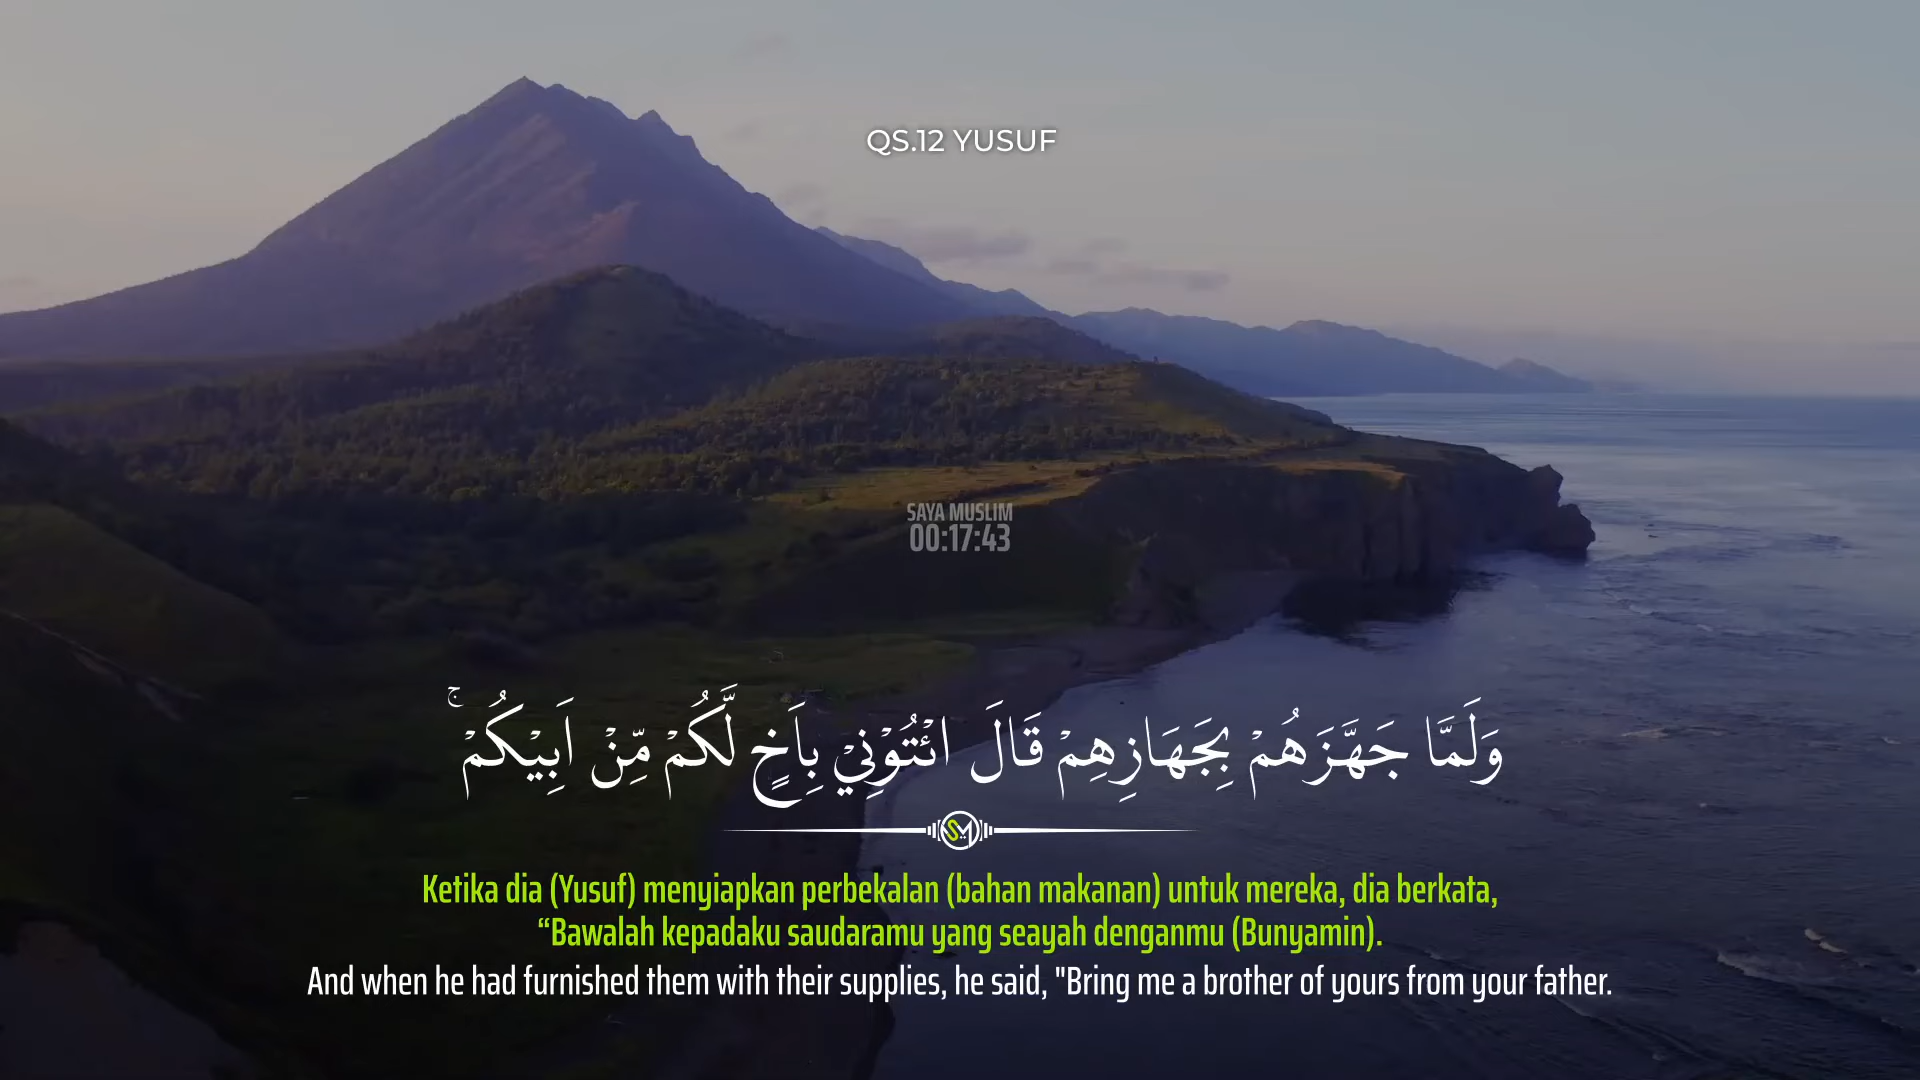 QS.12 YUSUF
SAYA MUSLIM
00:17:43
وَلَمَّا جَهَّزَهُمْ بِجَهَازِهِمْ قَالَ ائْتُوْنِيْ بِاَخٍ لَّكُمْ مِّنْ اَبِيْكُمْ ۚ
SM
Ketika dia (Yusuf) menyiapkan perbekalan (bahan makanan) untuk mereka, dia berkata,
“Bawalah kepadaku saudaramu yang seayah denganmu (Bunyamin).
And when he had furnished them with their supplies, he said, "Bring me a brother of yours from your father.